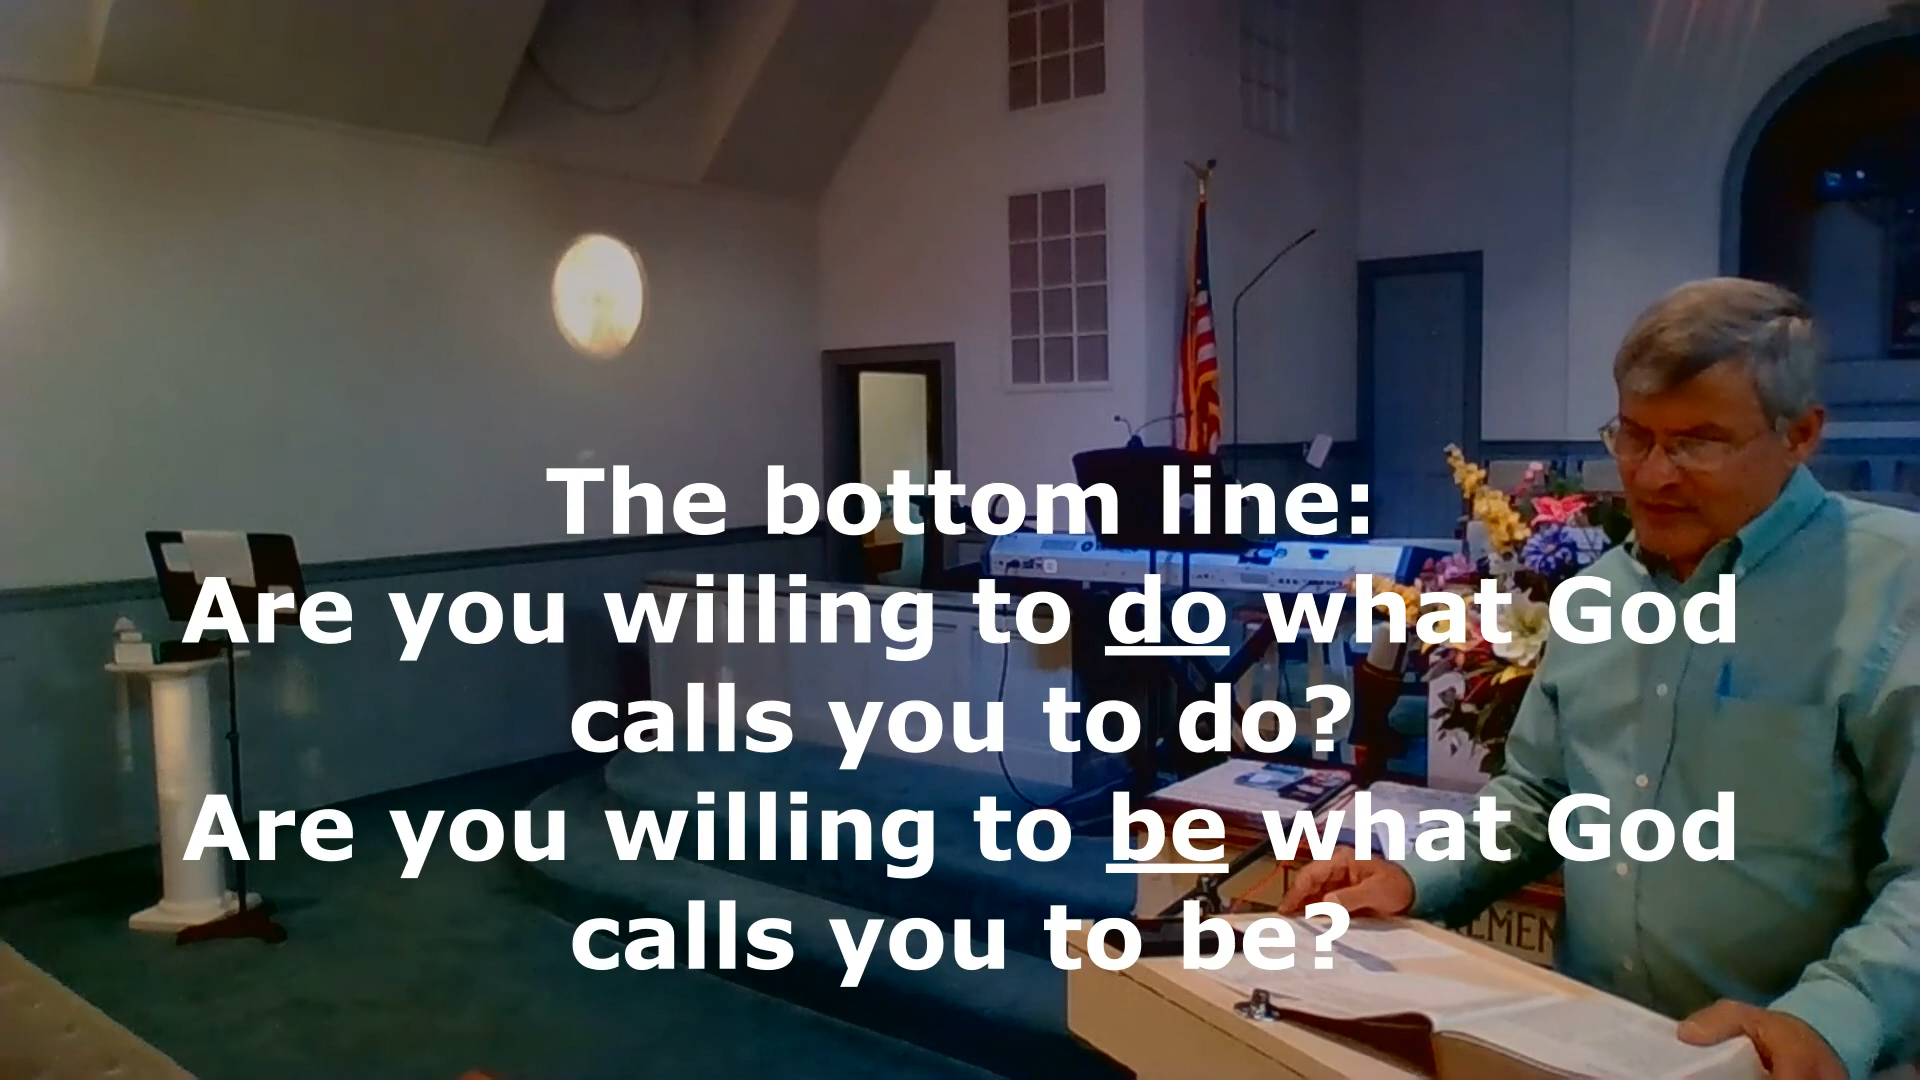 The bottom line:
Are you willing to do what God
calls you to do?
Are you willing to be what God
calls you to be?
EMEM